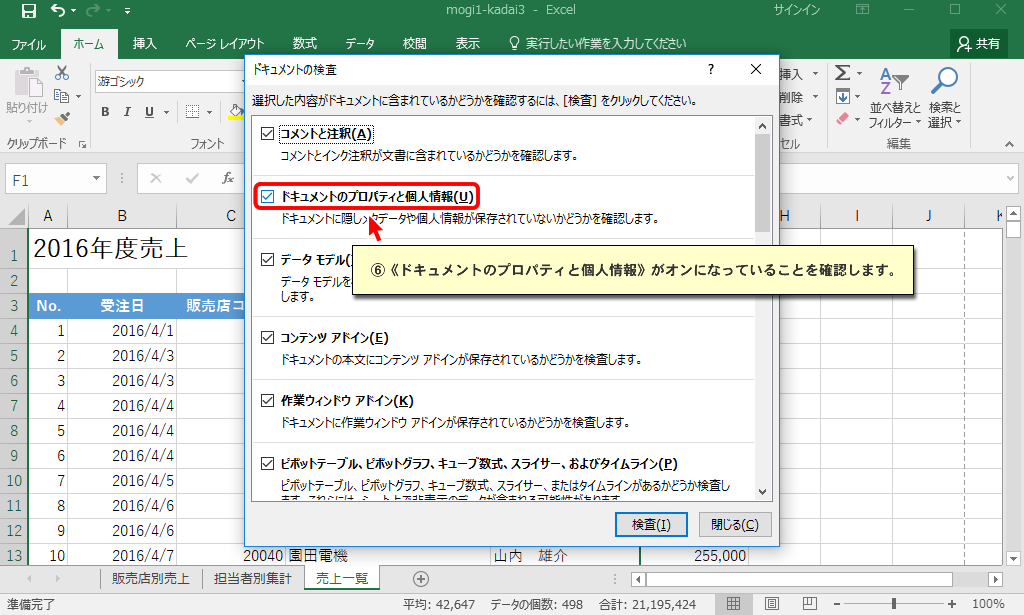 mogi1-kadai3 - Excel
サインイン
ファイル ホーム 挿入 ページ レイアウト 数式 データ 校閲 表示 実行したい作業を入力してください 共有
貼り付け
クリップボード
游ゴシック
B I U
フォント
挿入
削除
書式
セル
並べ替えと
フィルター
検索と
選択
編集
F1
fx
A B C H I J K
1 2016年度売上
2
3 No. 受注日 販売店コ
4 1 2016/4/1
5 2 2016/4/3
6 3 2016/4/3
7 4 2016/4/4
8 5 2016/4/4
9 6 2016/4/4
10 7 2016/4/5
11 8 2016/4/6
12 9 2016/4/6
13 10 2016/4/7 20040 園田電機 山内 雄介 255,000
ドキュメントの検査
?
選択した内容がドキュメントに含まれているかどうかを確認するには、[検査] をクリックしてください。
コメントと注釈(A)
コメントとインク注釈が文書に含まれているかどうかを確認します。
ドキュメントのプロパティと個人情報(U)
ドキュメントに隠し データや個人情報が保存されていないかどうかを確認します。
⑥《ドキュメントのプロパティと個人情報》がオンになっていることを確認します。
データ モデル(
データ モデルを
します。
コンテンツ アドイン(E)
ドキュメントの本文にコンテンツ アドインが保存されているかどうかを検査します。
作業ウィンドウ アドイン(K)
ドキュメントに作業ウィンドウ アドインが保存されているかどうかを検査します。
ピボットテーブル、ピボットグラフ、キューブ数式、スライサー、およびタイムライン(P)
ピボットテーブル、ピボットグラフ、キューブ数式、スライサー、またはタイムラインがあるかどうか検査し
ます。これらには、シート上で非表示のデータが含まれる可能性があります。
検査(I) 閉じる(C)
販売店別売上 担当者別集計 売上一覧
準備完了 平均: 42,647 データの個数: 498 合計: 21,195,424 100%